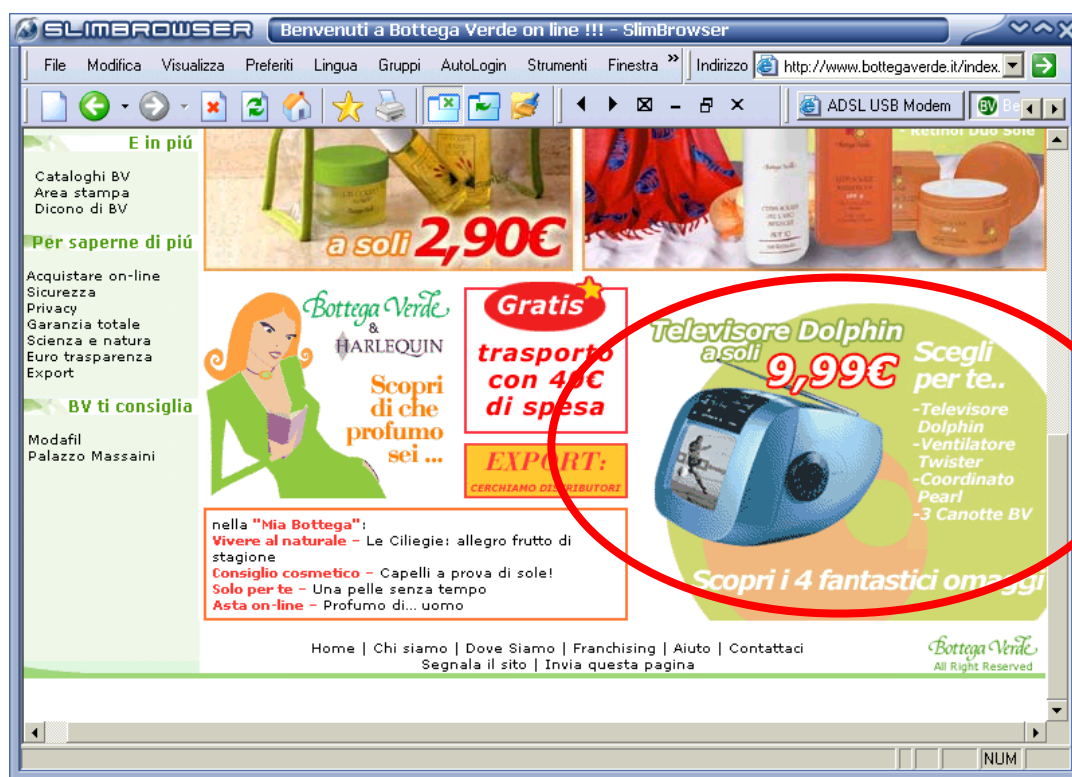 SLIMBROWSER
Benvenuti a Bottega Verde on line !!! - SlimBrowser
File Modifica Visualizza Preferiti Lingua Gruppi AutoLogin Strumenti Finestra » Indirizzo http://www.bottegaverde.it/index.
ADSL USB Modem BV Be
E in piú
Cataloghi BV
Area stampa
Dicono di BV
Per saperne di piú
Acquistare on-line
Sicurezza
Privacy
Garanzia totale
Scienza e natura
Euro trasparenza
Export
BV ti consiglia
Modafil
Palazzo Massaini
a soli 2,90€
- Retinol Duo Sole
Bottega Verde
&
HARLEQUIN
Scopri
di che
profumo
sei ...
Gratis
trasporto
con 40€
di spesa
EXPORT:
CERCHIAMO DISTRIBUTORI
Televisore Dolphin
a soli
9,99€
Scegli
per te..
-Televisore
Dolphin
-Ventilatore
Twister
-Coordinato
Pearl
-3 Canotte BV
Scopri i 4 fantastici omaggi
nella "Mia Bottega":
Vivere al naturale - Le Ciliegie: allegro frutto di
stagione
Consiglio cosmetico - Capelli a prova di sole!
Solo per te - Una pelle senza tempo
Asta on-line - Profumo di... uomo
Home | Chi siamo | Dove Siamo | Franchising | Aiuto | Contattaci
Segnala il sito | Invia questa pagina
Bottega Verde
All Right Reserved
NUM